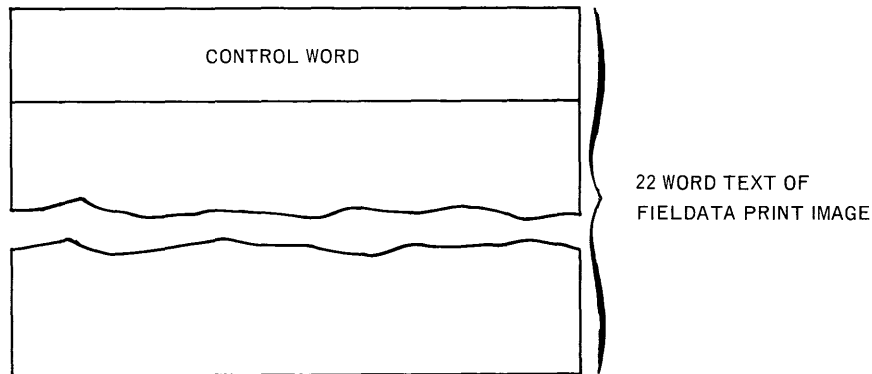 CONTROL WORD
22 WORD TEXT OF
FIELDATA PRINT IMAGE